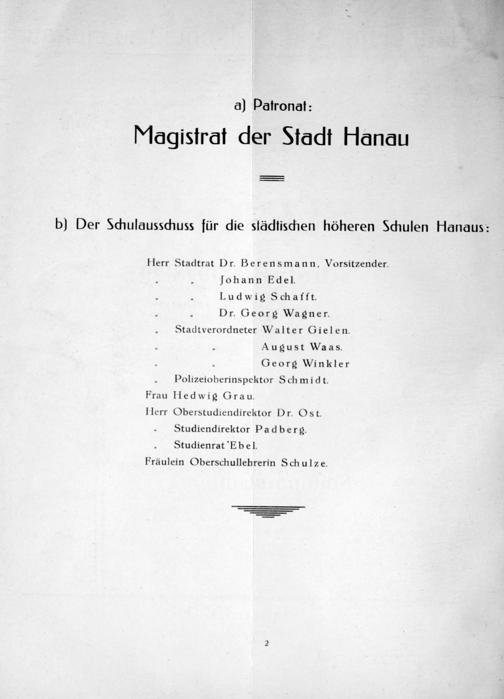 a) Patronat:
Magistrat der Stadt Hanau
b) Der Schulausschuss für die städtischen höheren Schulen Hanaus:
Herr Stadtrat Dr. Berensmann, Vorsitzender.
„ „ Johann Edel.
„ „ Ludwig Schafft.
„ „ Dr. Georg Wagner.
„ Stadtverordneter Walter Gielen.
„ „ August Waas.
„ „ Georg Winkler
„ Polizeioberinspektor Schmidt.
Frau Hedwig Grau.
Herr Oberstudiendirektor Dr. Ost.
„ Studiendirektor Padberg.
„ Studienrat Ebel.
Fräulein Oberschullehrerin Schulze.
2